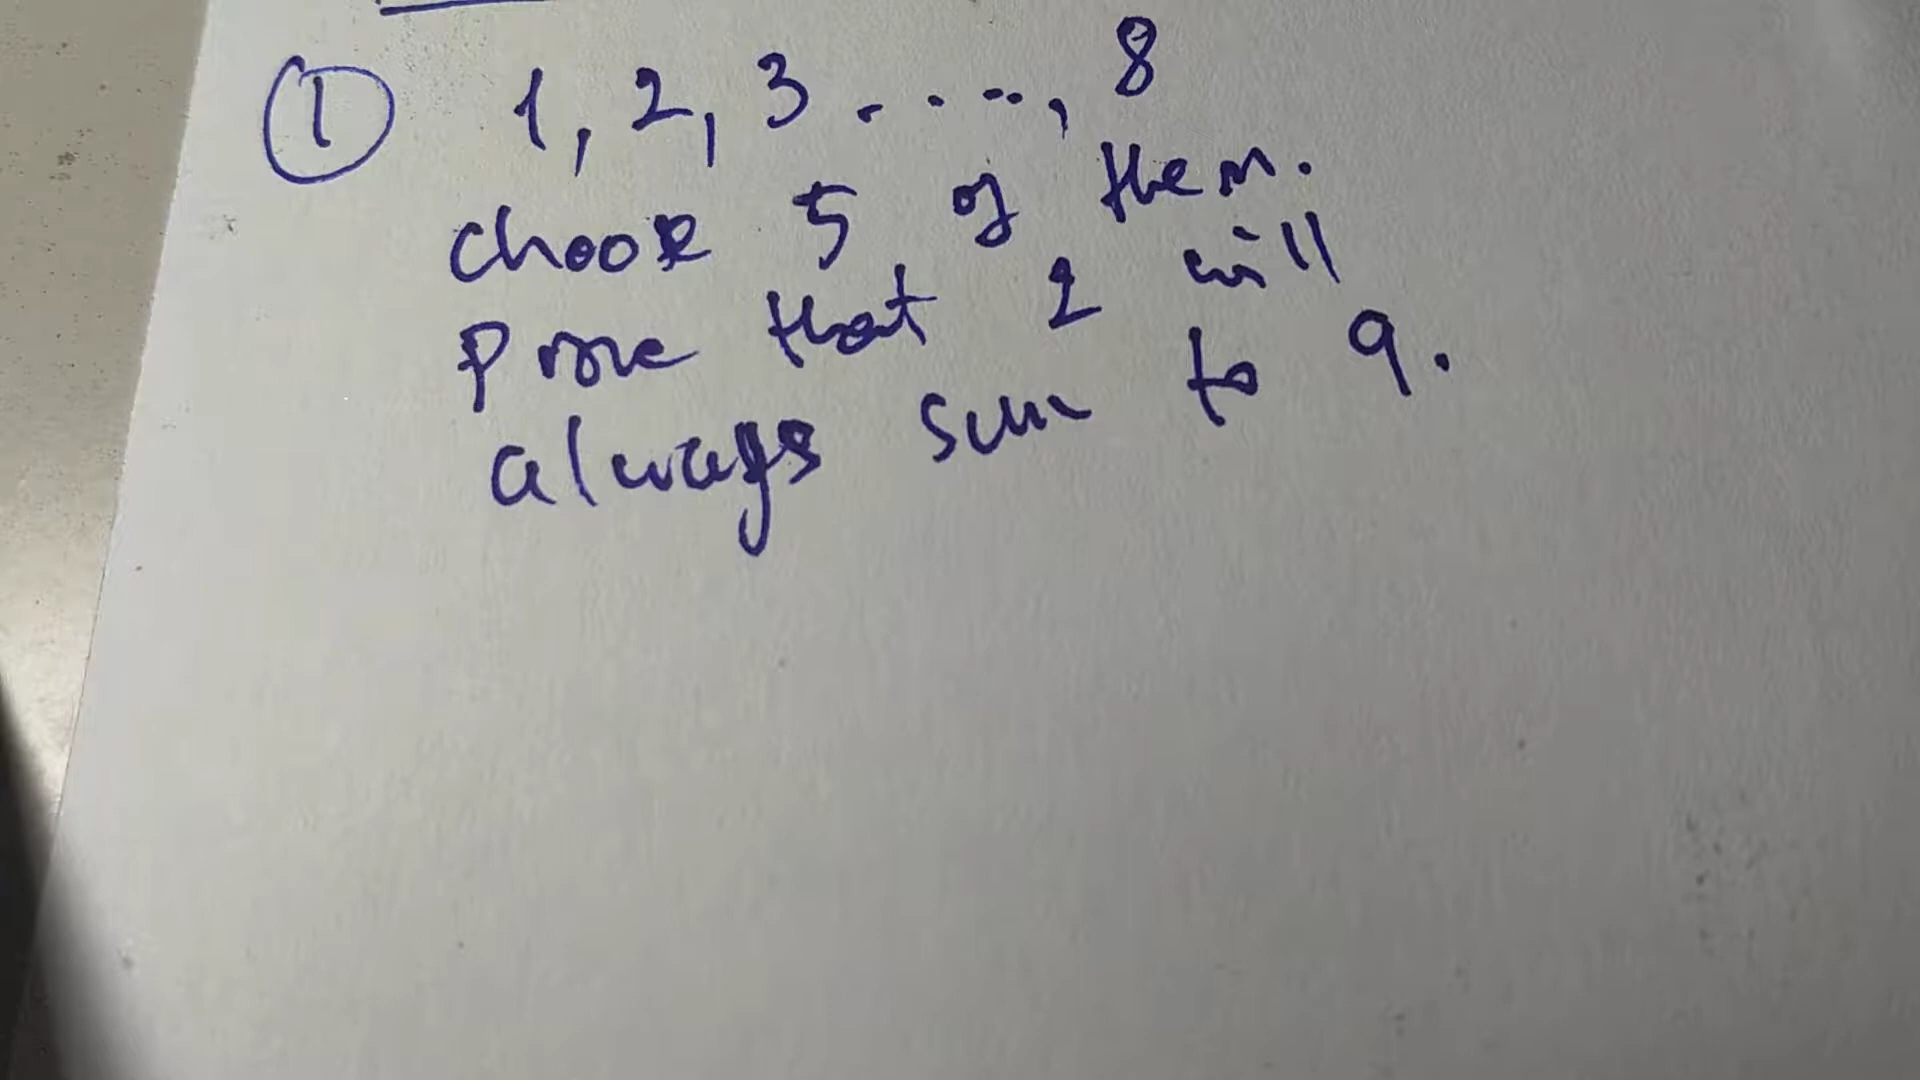 ① 1, 2, 3 . . . . , 8
choose 5 of them.
Prove that 2 will
always sum to 9.